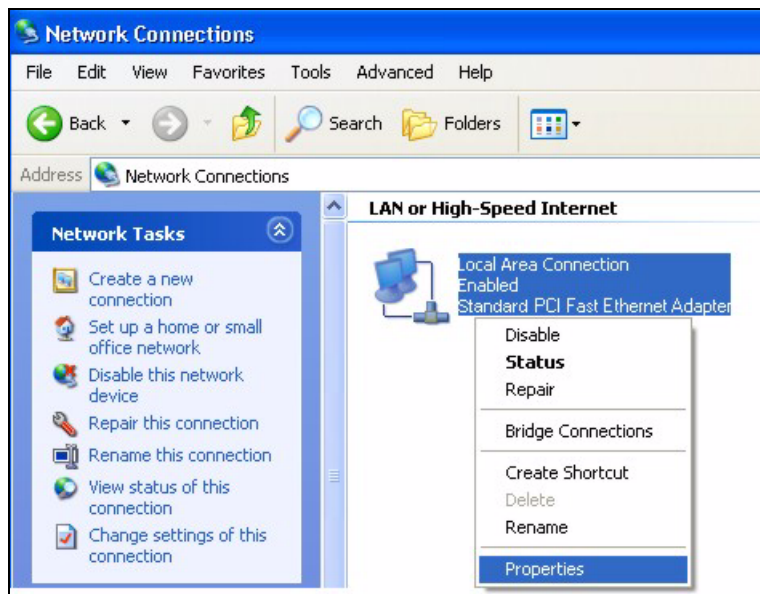 Network Connections
File Edit View Favorites Tools Advanced Help
Back Search Folders
Address Network Connections
Network Tasks
Create a new
connection
Set up a home or small
office network
Disable this network
device
Repair this connection
Rename this connection
View status of this
connection
Change settings of this
connection
LAN or High-Speed Internet
Local Area Connection
Enabled
Standard PCI Fast Ethernet Adapter
Disable
Status
Repair
Bridge Connections
Create Shortcut
Delete
Rename
Properties